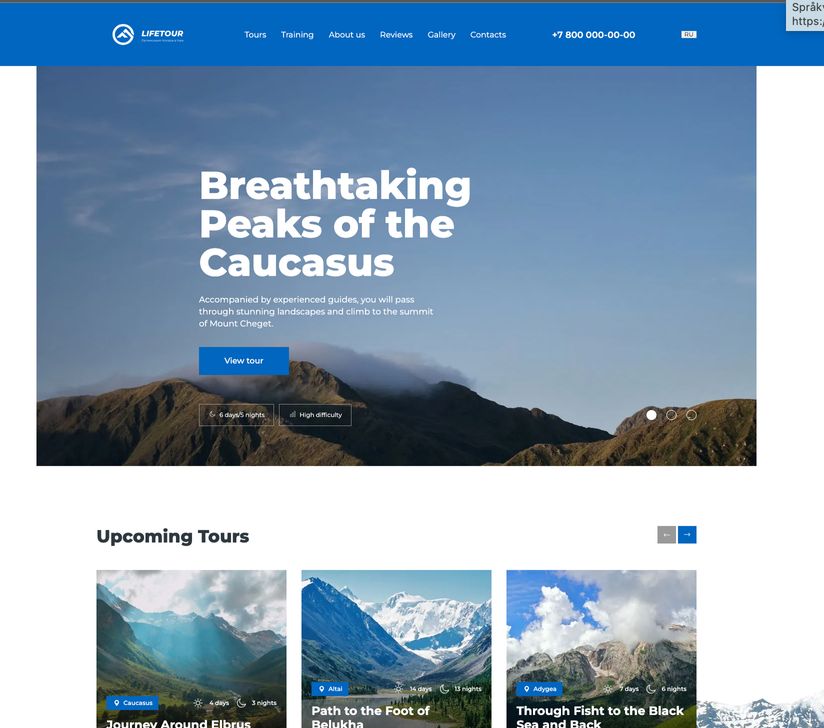 Språkv
https:/
LIFETOUR
Tours Training About us Reviews Gallery Contacts
+7 800 000-00-00
RU
Breathtaking
Peaks of the
Caucasus
Accompanied by experienced guides, you will pass
through stunning landscapes and climb to the summit
of Mount Cheget.
View tour
6 days/5 nights
High difficulty
Upcoming Tours
← →
Caucasus
4 days
3 nights
Journey Around Elbrus
Altai
14 days
13 nights
Path to the Foot of
Belukha
Adygea
7 days
6 nights
Through Fisht to the Black
Sea and Back